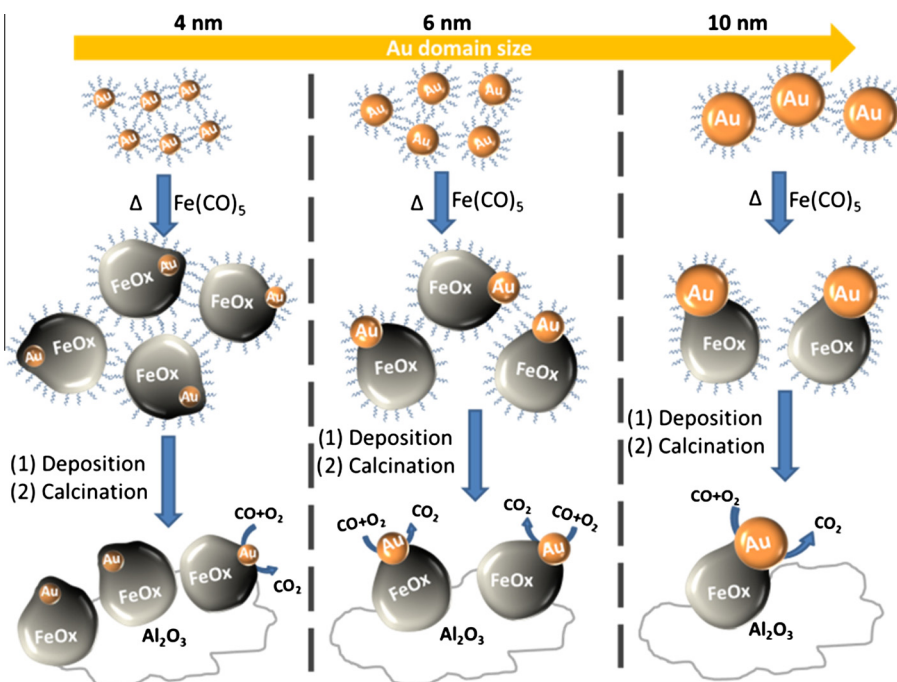 4 nm 6 nm 10 nm
Au domain size
Au Au Au Au Au Au
Au Au Au Au Au
Au Au Au
Δ Fe(CO)₅ Δ Fe(CO)₅ Δ Fe(CO)₅
FeOx Au FeOx Au FeOx Au FeOx Au
FeOx Au FeOx Au FeOx Au
Au FeOx Au FeOx
(1) Deposition
(2) Calcination
(1) Deposition
(2) Calcination
(1) Deposition
(2) Calcination
CO+O₂
Au Au Au
FeOx FeOx FeOx
CO₂
Al₂O₃
CO+O₂ CO₂ CO₂ CO+O₂
Au Au
FeOx FeOx
Al₂O₃
CO+O₂
Au CO₂
FeOx
Al₂O₃